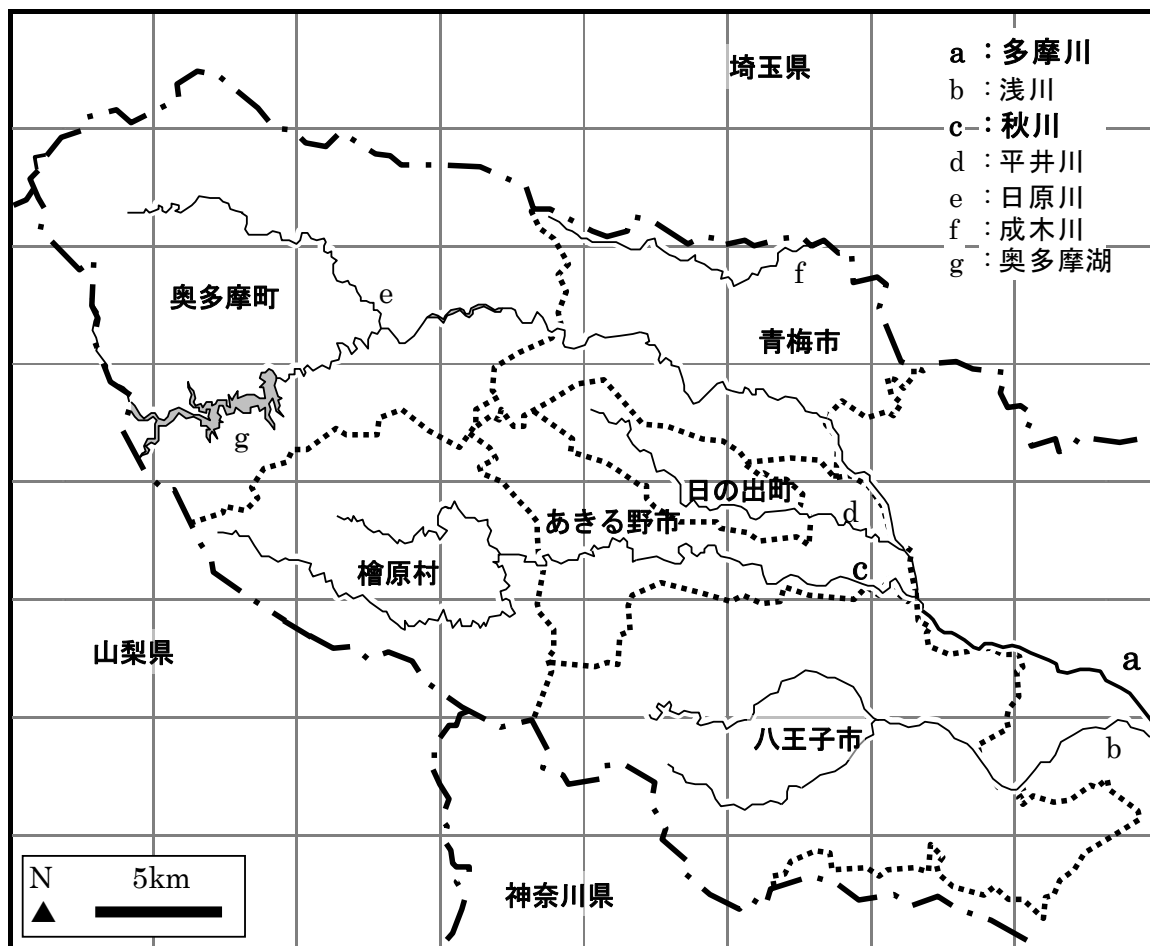 埼玉県
a：多摩川
b：浅川
c：秋川
d：平井川
e：日原川
f：成木川
g：奥多摩湖
f
奥多摩町
e
青梅市
g
日の出町
d
あきる野市
檜原村
c
山梨県
a
八王子市
b
N
5km
神奈川県